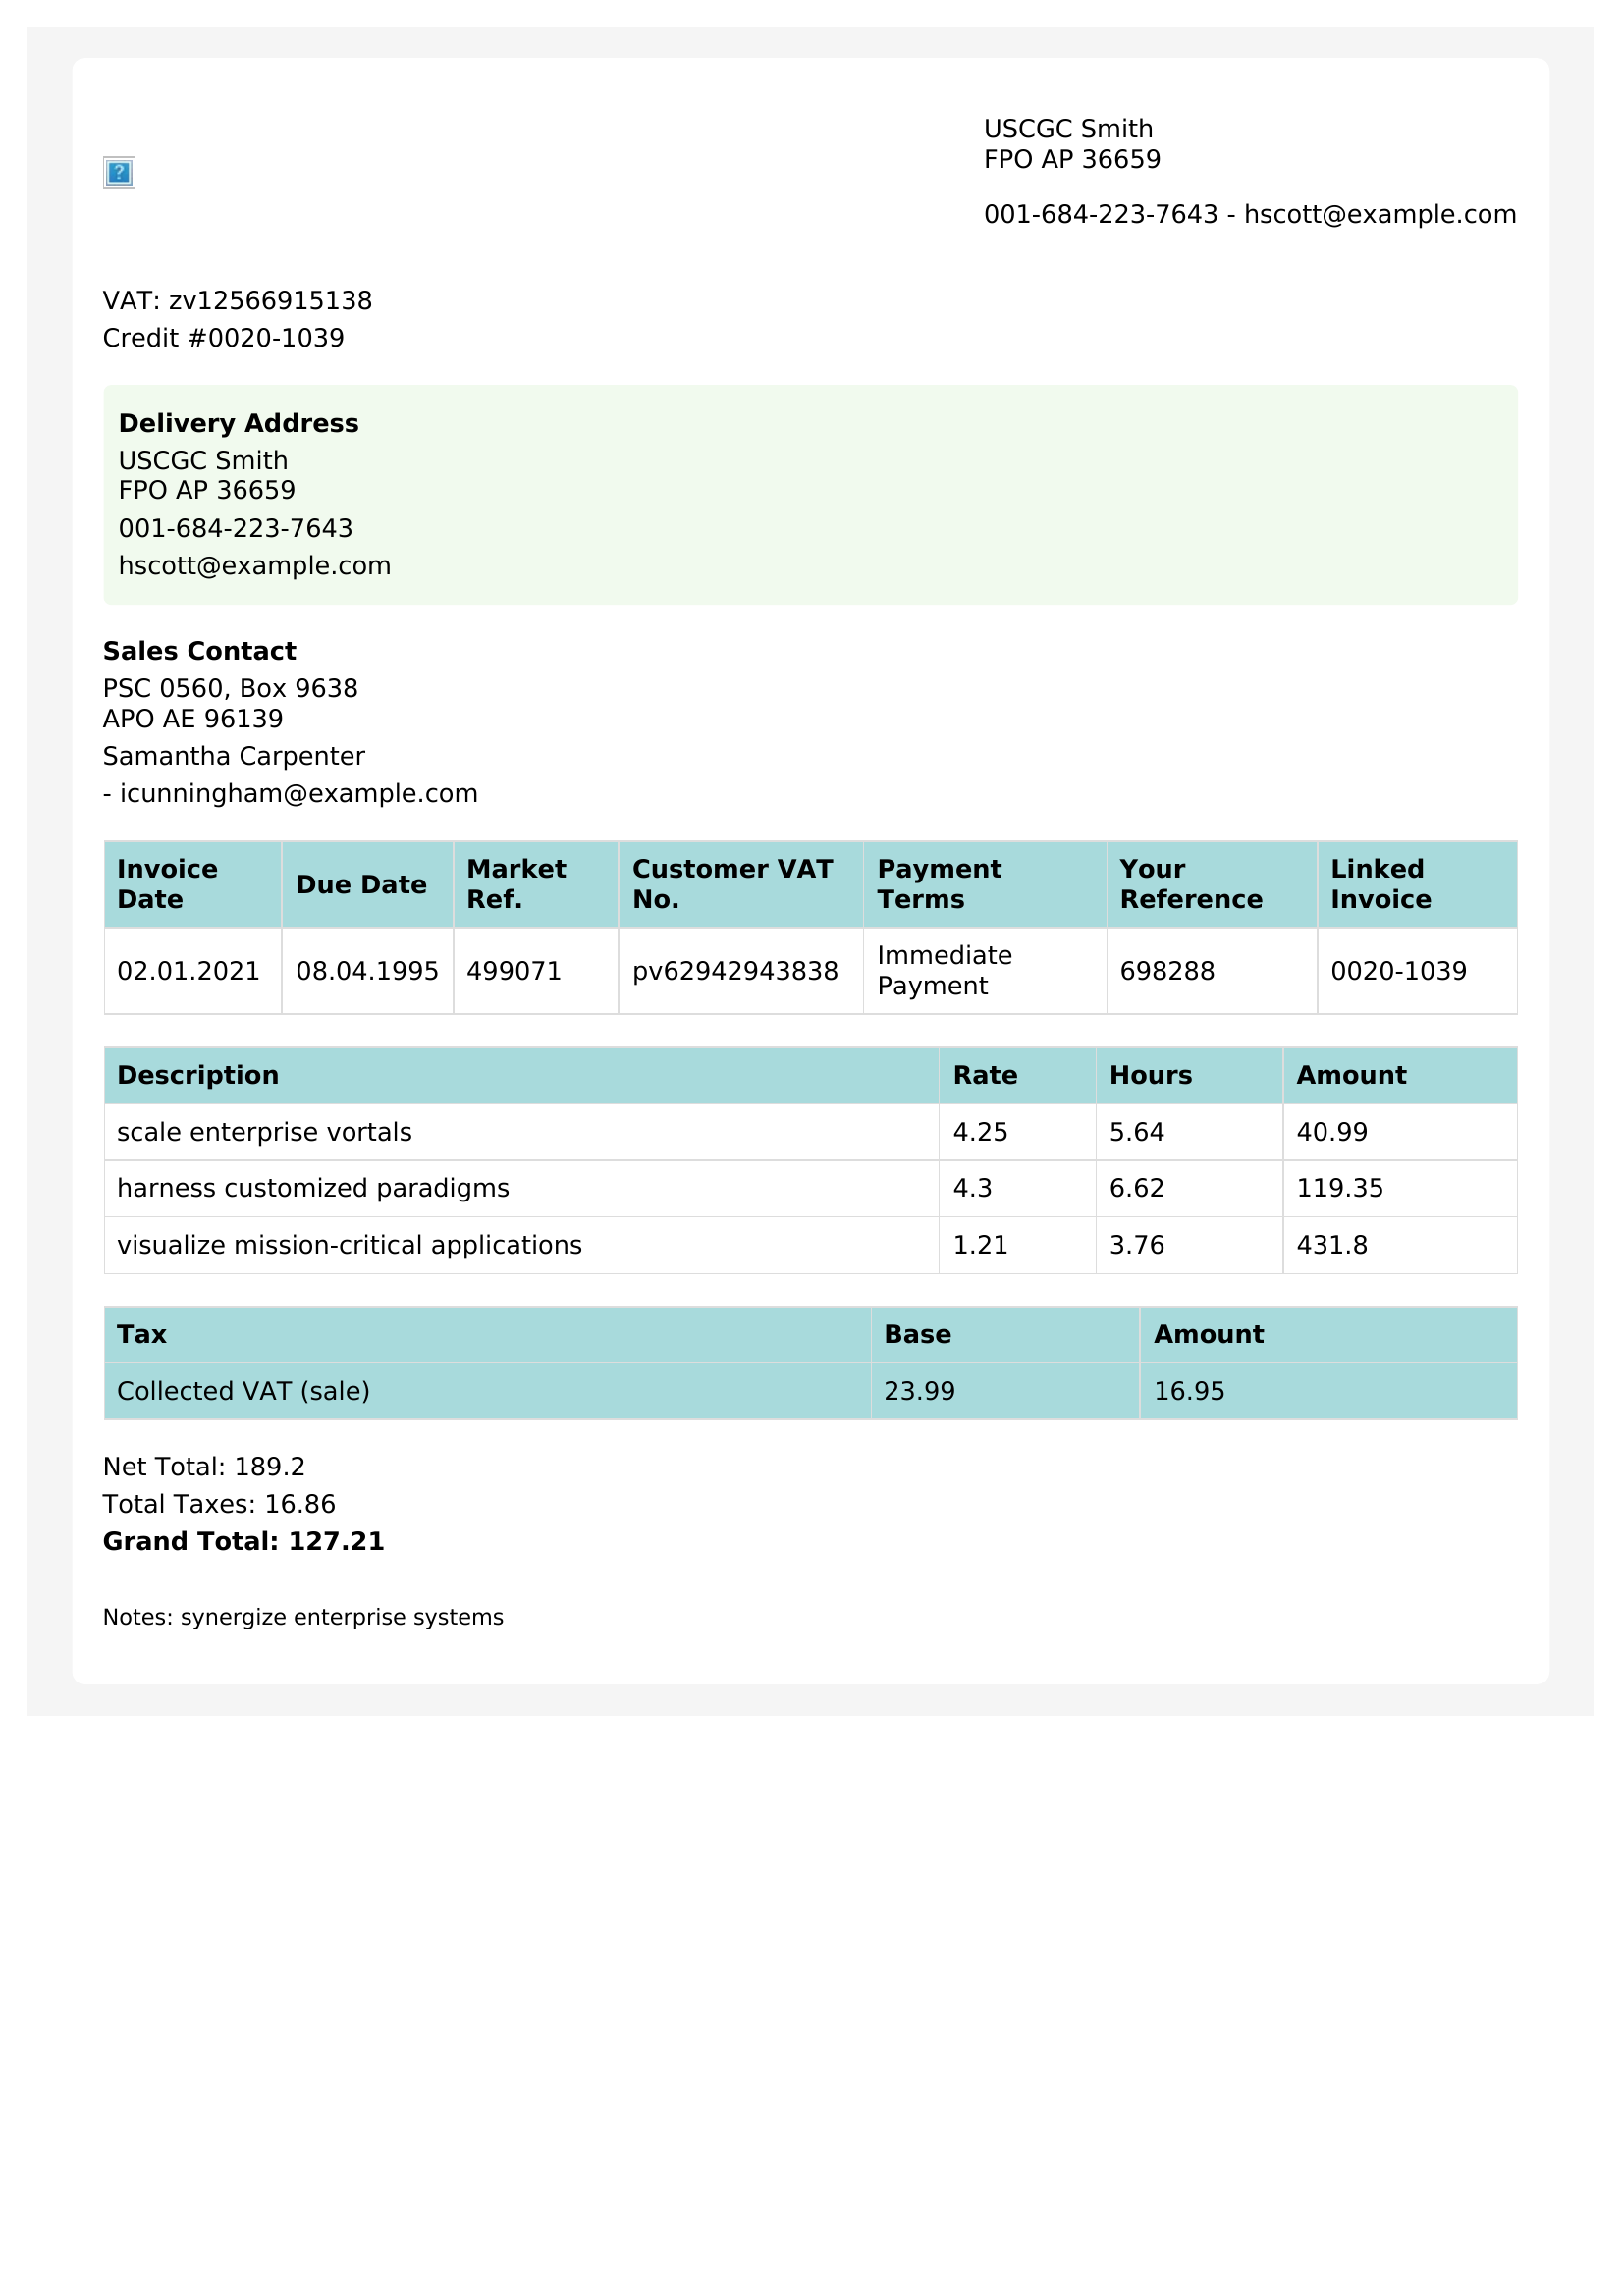 USCGC Smith
FPO AP 36659
001-684-223-7643 - hscott@example.com
VAT: zv12566915138
Credit #0020-1039
Delivery Address
USCGC Smith
FPO AP 36659
001-684-223-7643
hscott@example.com
Sales Contact
PSC 0560, Box 9638
APO AE 96139
Samantha Carpenter
- icunningham@example.com
Invoice Date Due Date Market Ref. Customer VAT No. Payment Terms Your Reference Linked Invoice
02.01.2021 08.04.1995 499071 pv62942943838 Immediate Payment 698288 0020-1039
Description Rate Hours Amount
scale enterprise vortals 4.25 5.64 40.99
harness customized paradigms 4.3 6.62 119.35
visualize mission-critical applications 1.21 3.76 431.8
Tax Base Amount
Collected VAT (sale) 23.99 16.95
Net Total: 189.2
Total Taxes: 16.86
Grand Total: 127.21
Notes: synergize enterprise systems